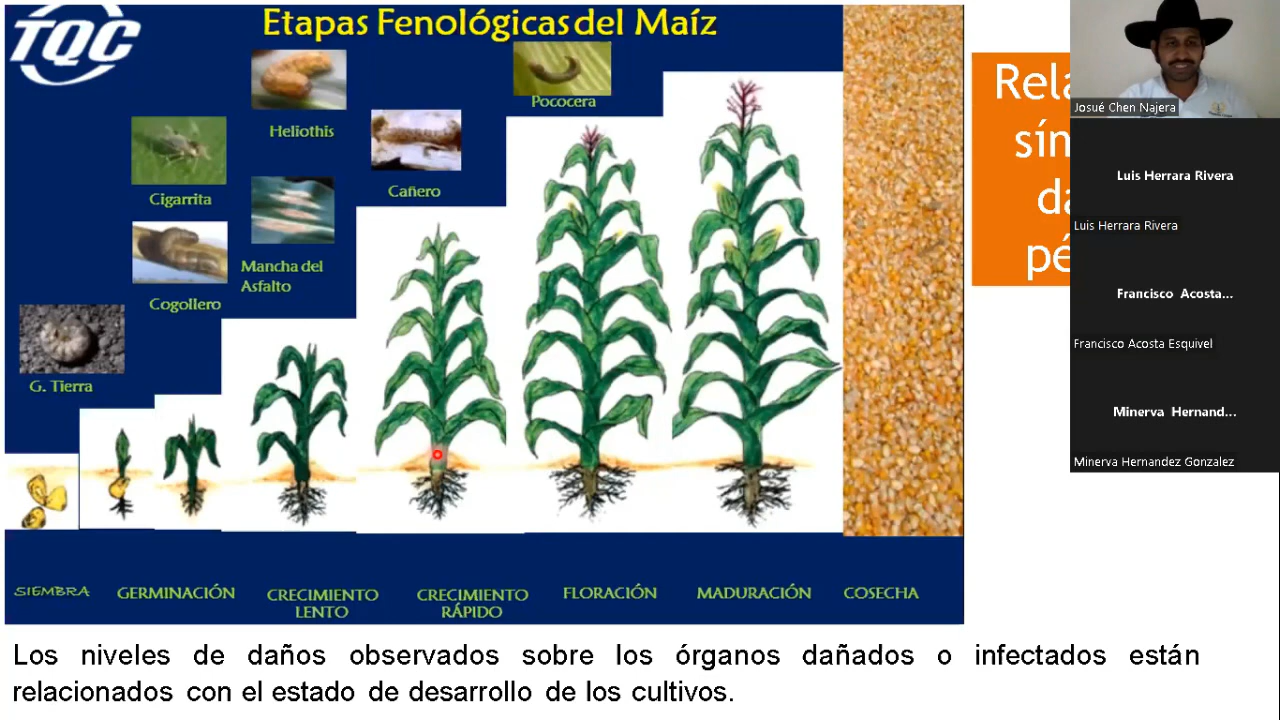 TQC
Etapas Fenológicas del Maíz
Heliothis
Pococera
Cigarrita
Cañero
Mancha del
Asfalto
Cogollero
G. Tierra
SIEMBRA
GERMINACIÓN
CRECIMIENTO
LENTO
CRECIMIENTO
RÁPIDO
FLORACIÓN
MADURACIÓN
COSECHA
Los niveles de daños observados sobre los órganos dañados o infectados están
relacionados con el estado de desarrollo de los cultivos.
Rela
sín
da
pé
Josué Chen Najera
Luis Herrara Rivera
Luis Herrara Rivera
Francisco Acosta...
Francisco Acosta Esquivel
Minerva Hernand...
Minerva Hernandez Gonzalez